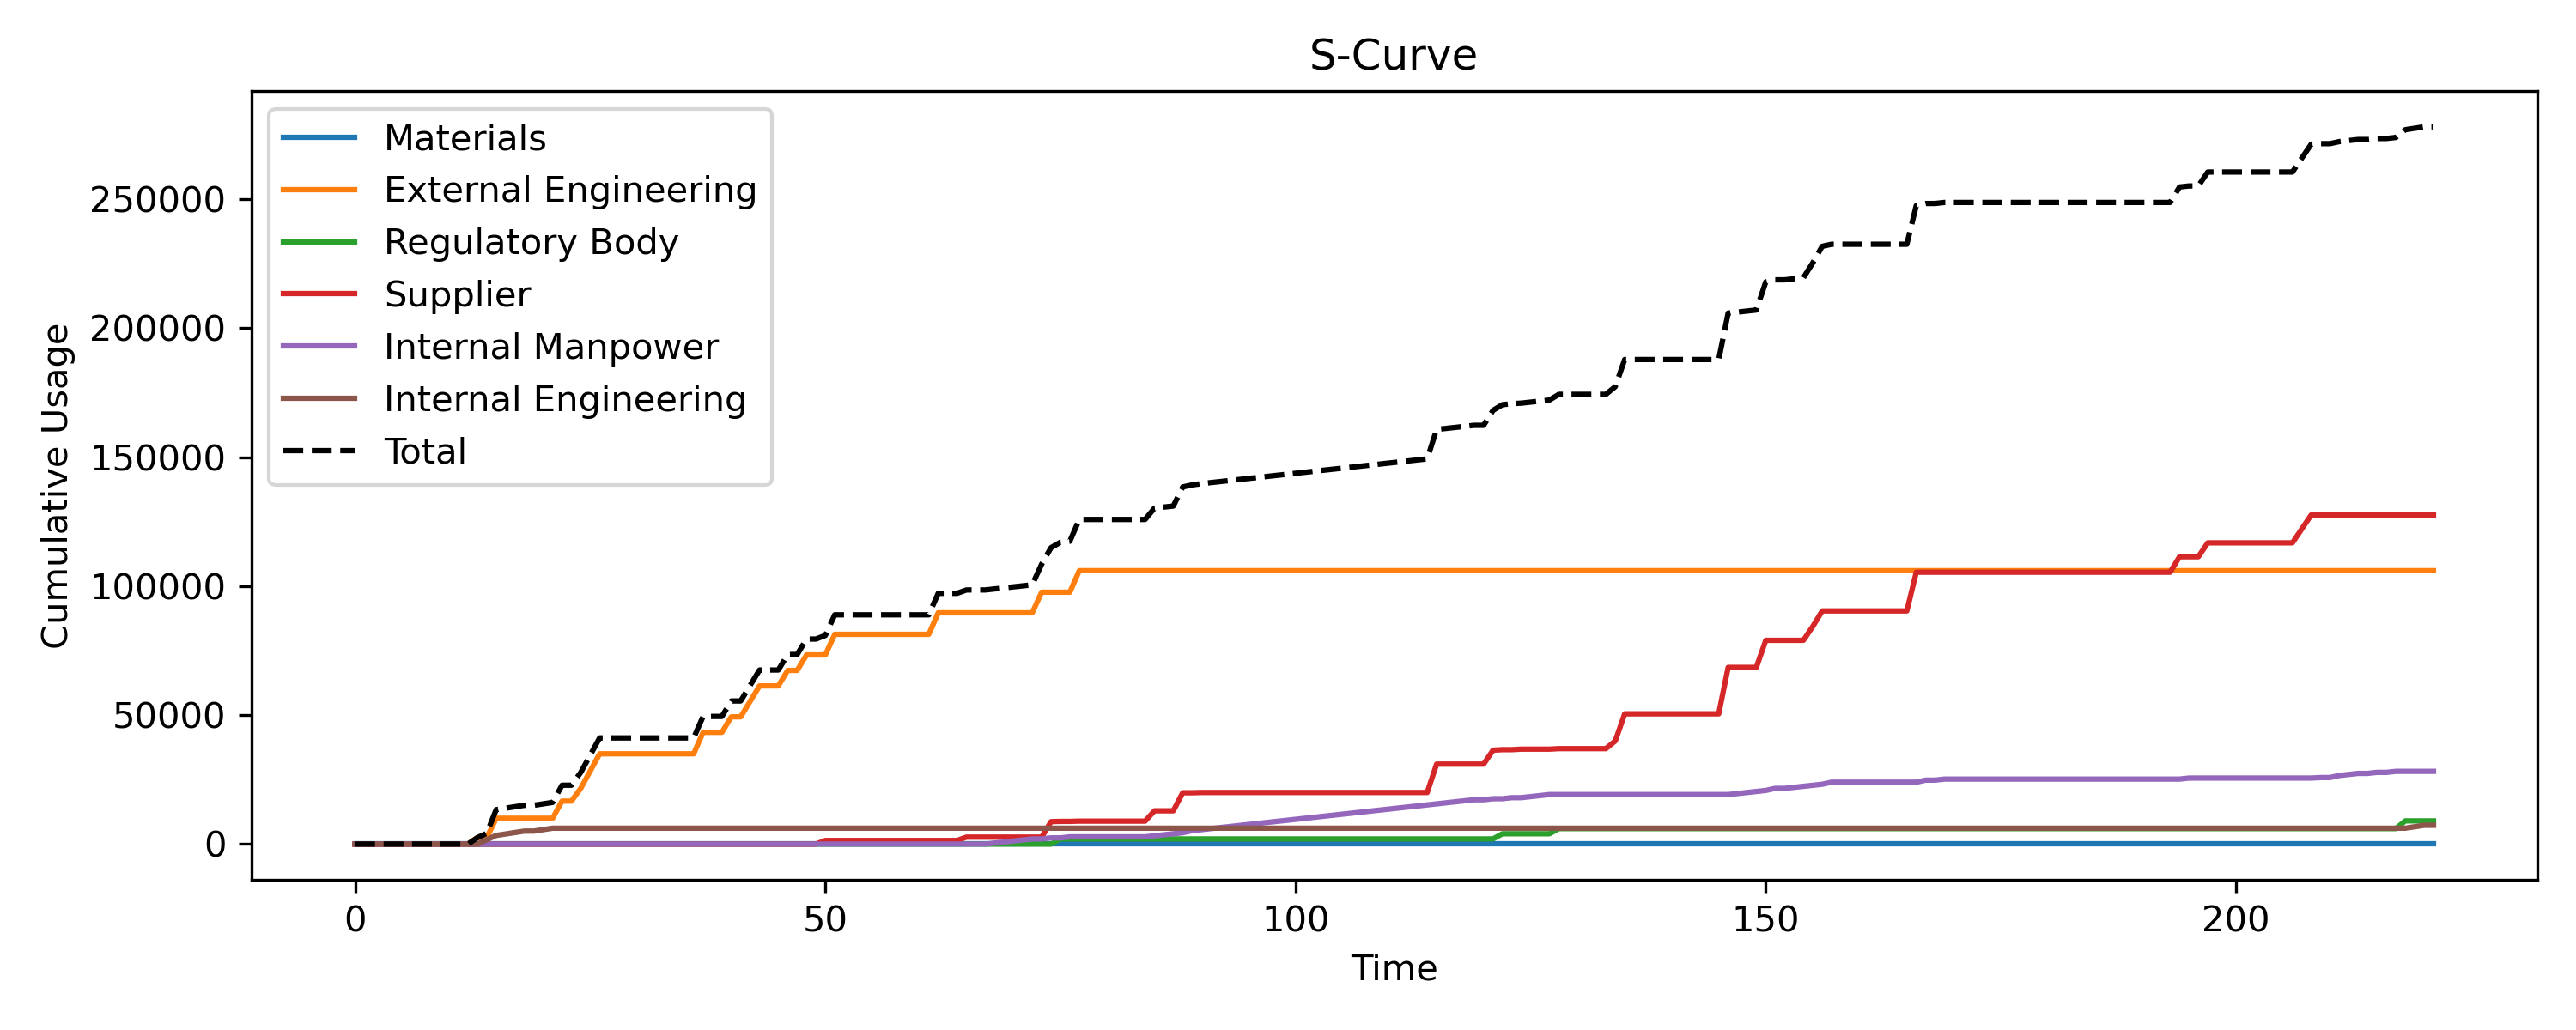 S-Curve
Materials
External Engineering
Regulatory Body
Supplier
Internal Manpower
Internal Engineering
Total
Cumulative Usage
250000
200000
150000
100000
50000
0
0 50 100 150 200
Time